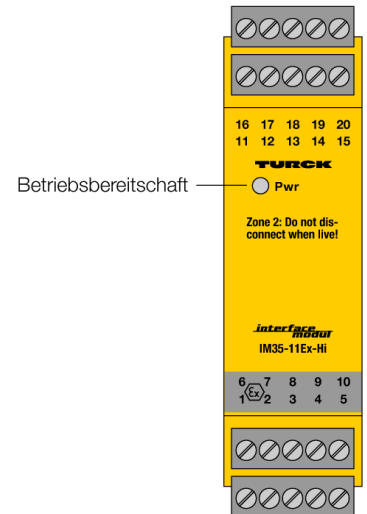 16 17 18 19 20
11 12 13 14 15
TURCK
Betriebsbereitschaft
Pwr
Zone 2: Do not dis-
connect when live!
interface
modul
IM35-11Ex-Hi
6 7 8 9 10
Ex
1 2 3 4 5